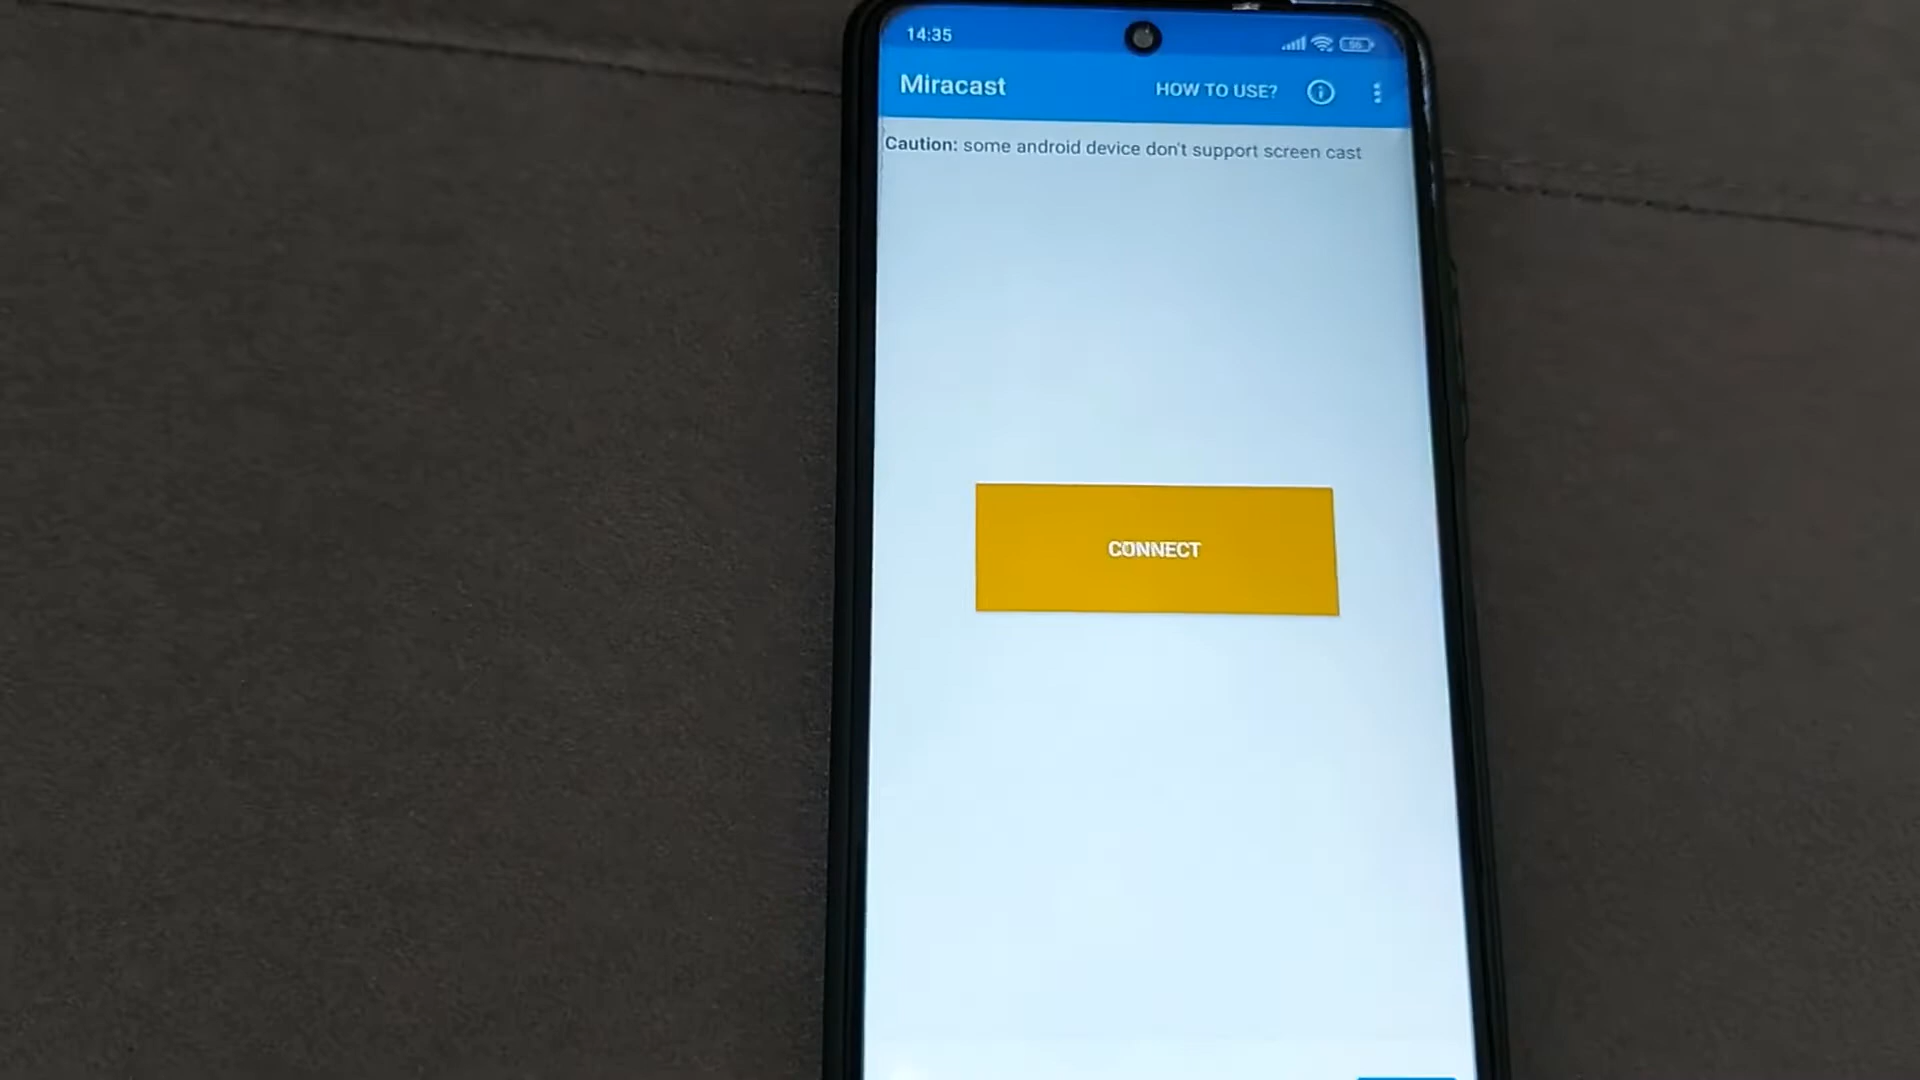 14:35
Miracast HOW TO USE?
Caution: some android device don't support screen cast
CONNECT